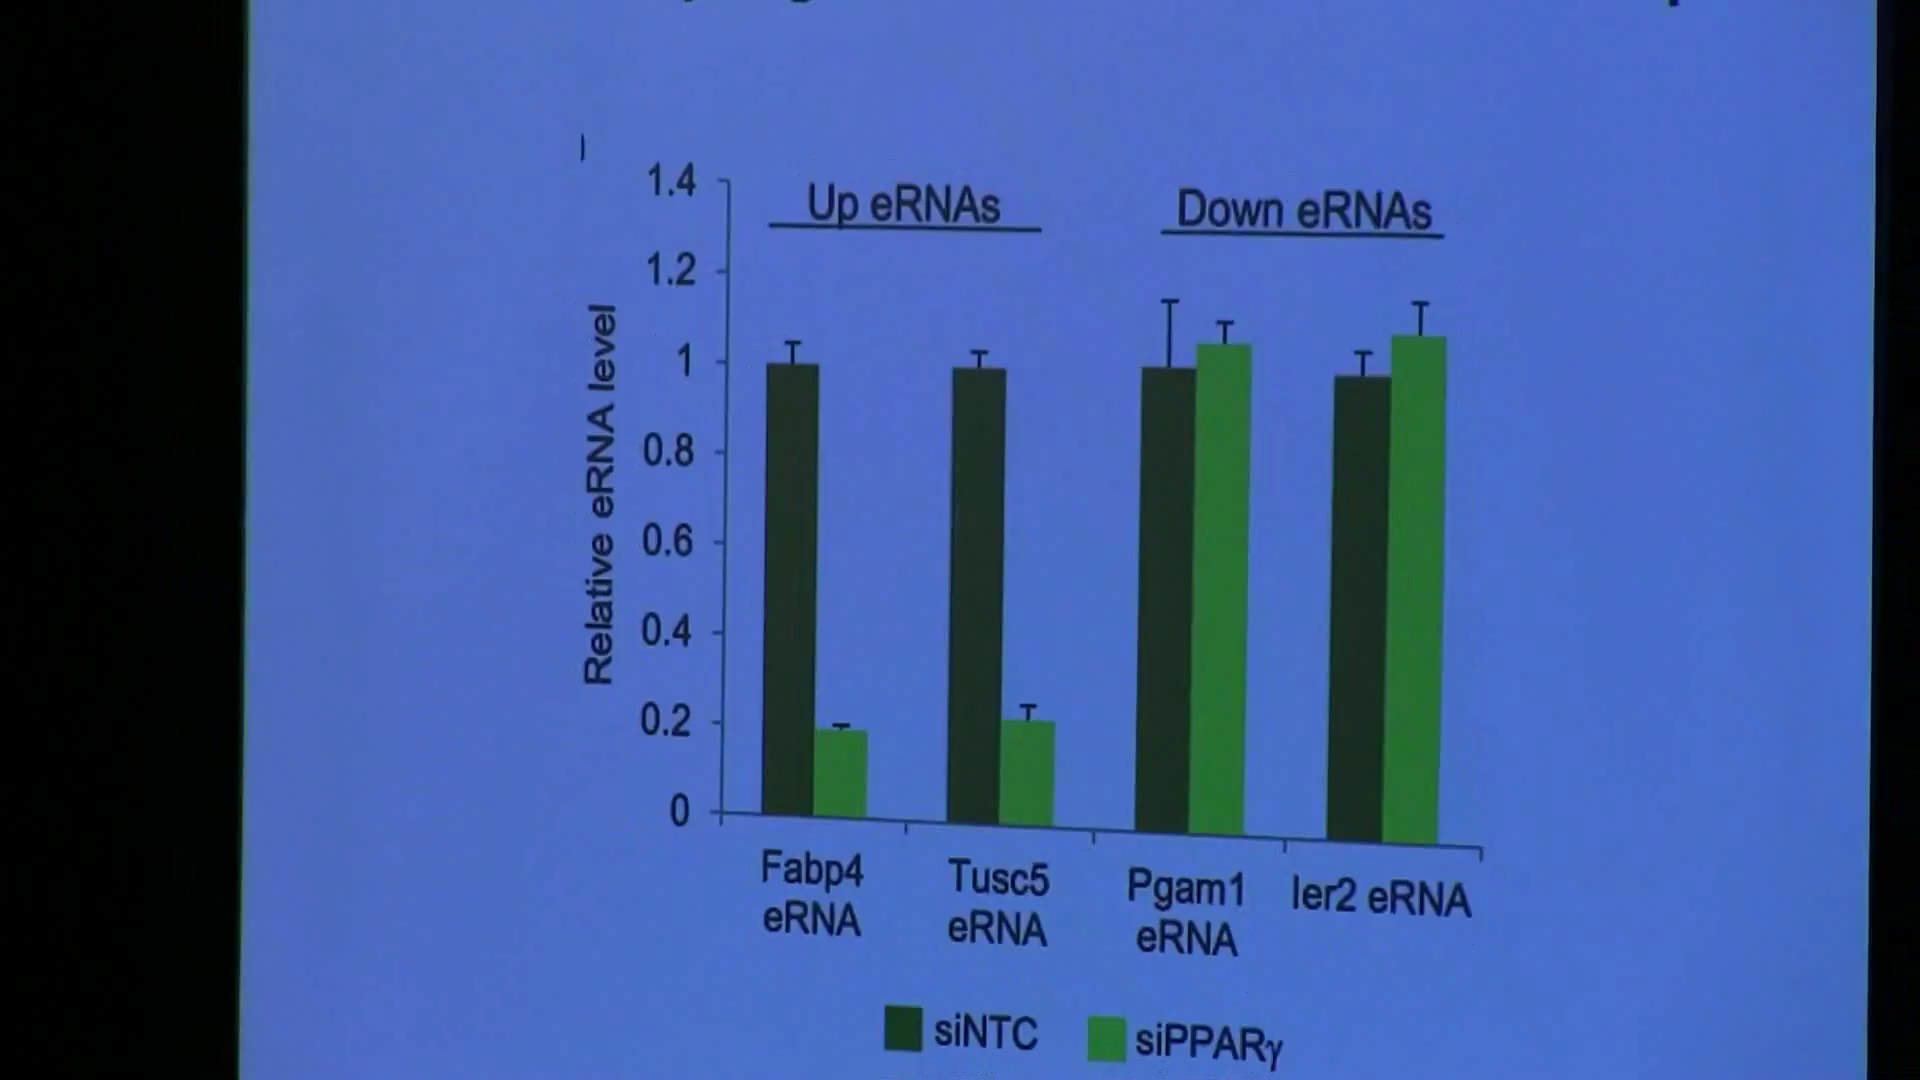 1.4
Up eRNAs
Down eRNAs
1.2
1
0.8
0.6
0.4
0.2
0
Relative eRNA level
Fabp4
eRNA
Tusc5
eRNA
Pgam1
eRNA
Ier2 eRNA
siNTC
siPPARγ